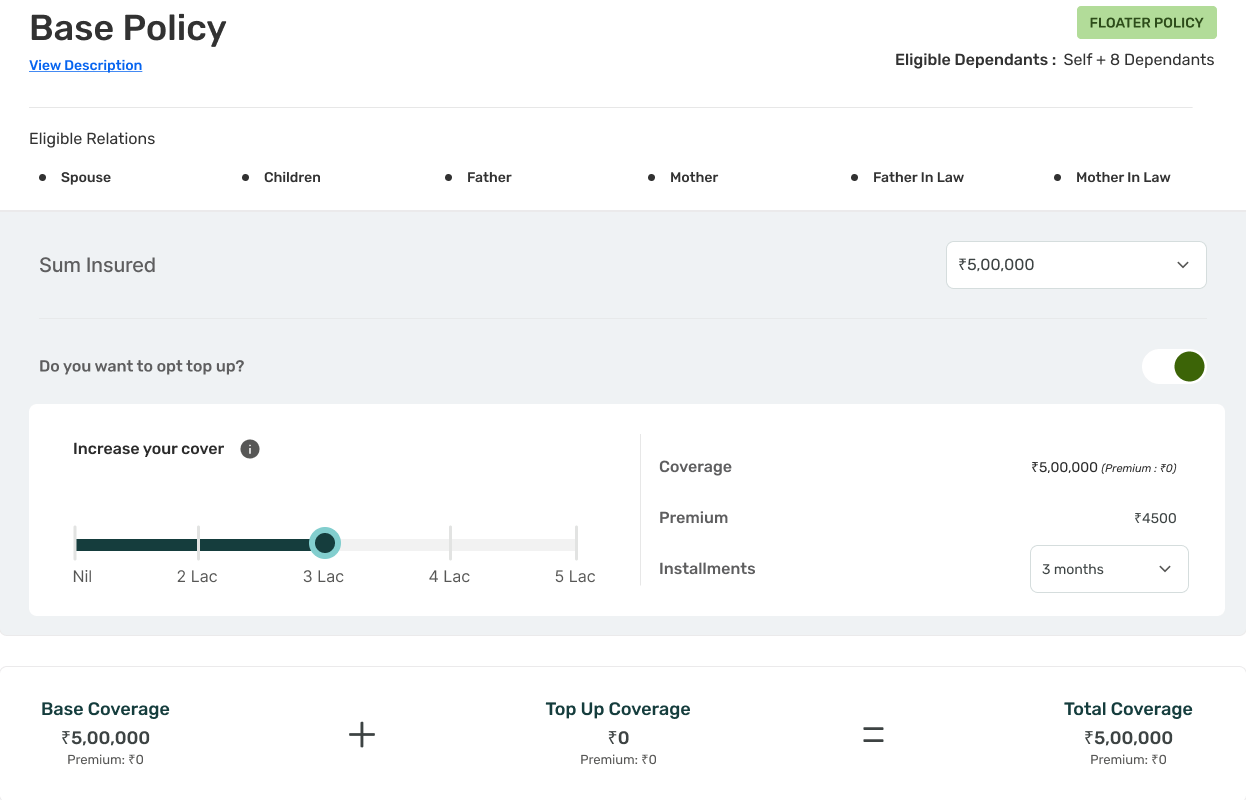 Base Policy
FLOATER POLICY
View Description
Eligible Dependants : Self + 8 Dependants
Eligible Relations
Spouse
Children
Father
Mother
Father In Law
Mother In Law
Sum Insured
₹5,00,000
Do you want to opt top up?
Increase your cover i
Nil 2 Lac 3 Lac 4 Lac 5 Lac
Coverage ₹5,00,000 (Premium : ₹0)
Premium ₹4500
Installments 3 months
Base Coverage
₹5,00,000
Premium: ₹0
+
Top Up Coverage
₹0
Premium: ₹0
=
Total Coverage
₹5,00,000
Premium: ₹0